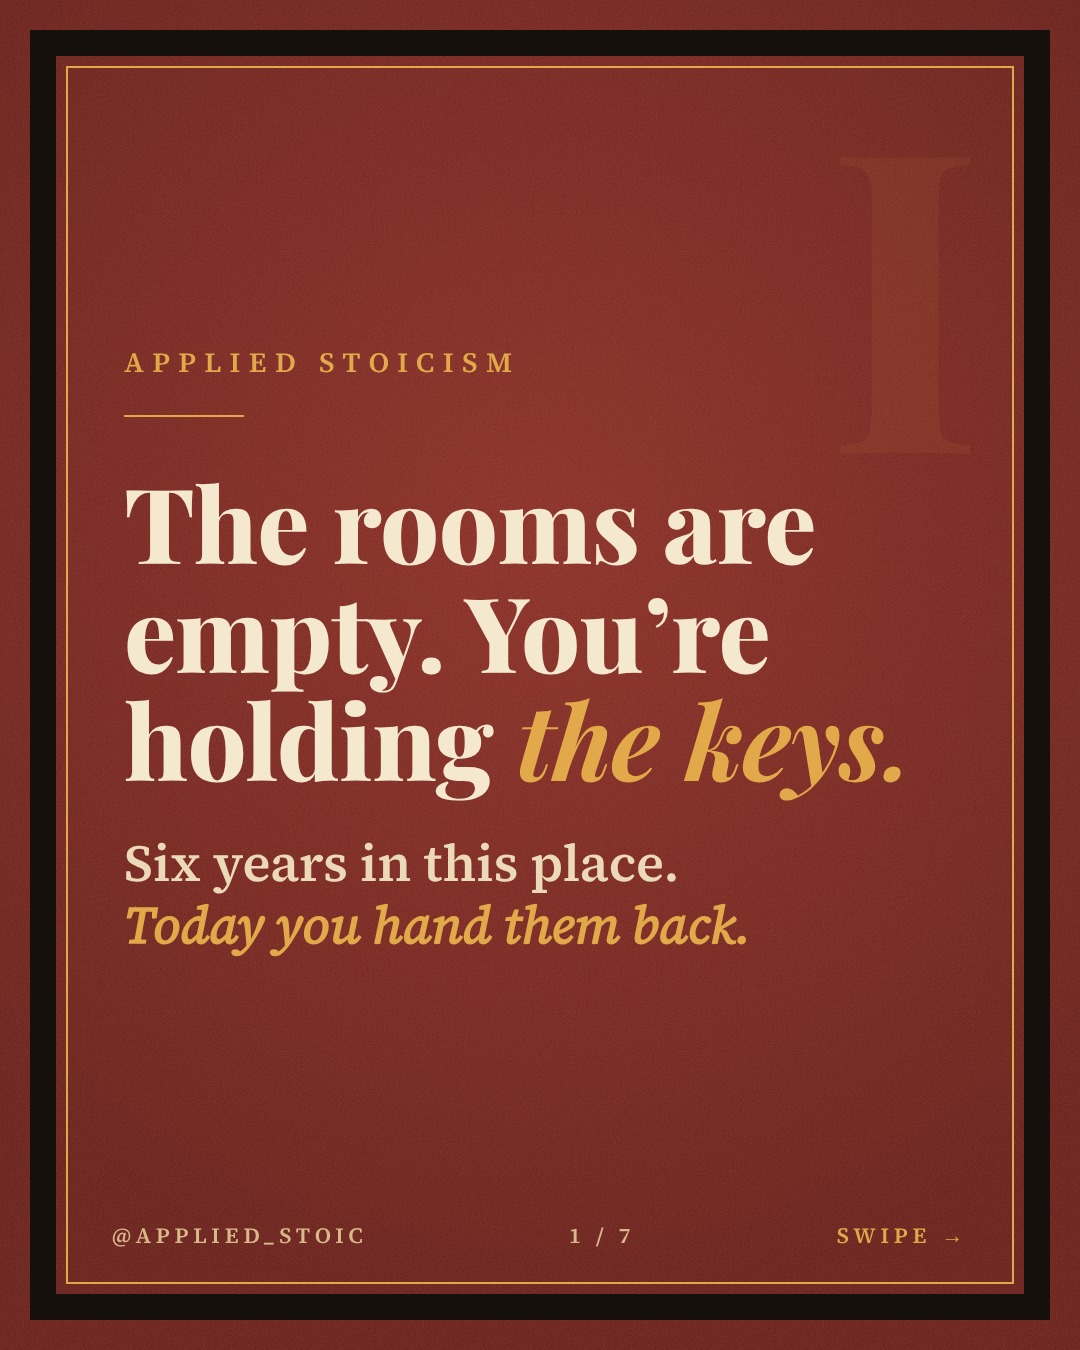 I
APPLIED STOICISM
The rooms are
empty. You’re
holding the keys.
Six years in this place.
Today you hand them back.
@APPLIED_STOIC
1 / 7
SWIPE →